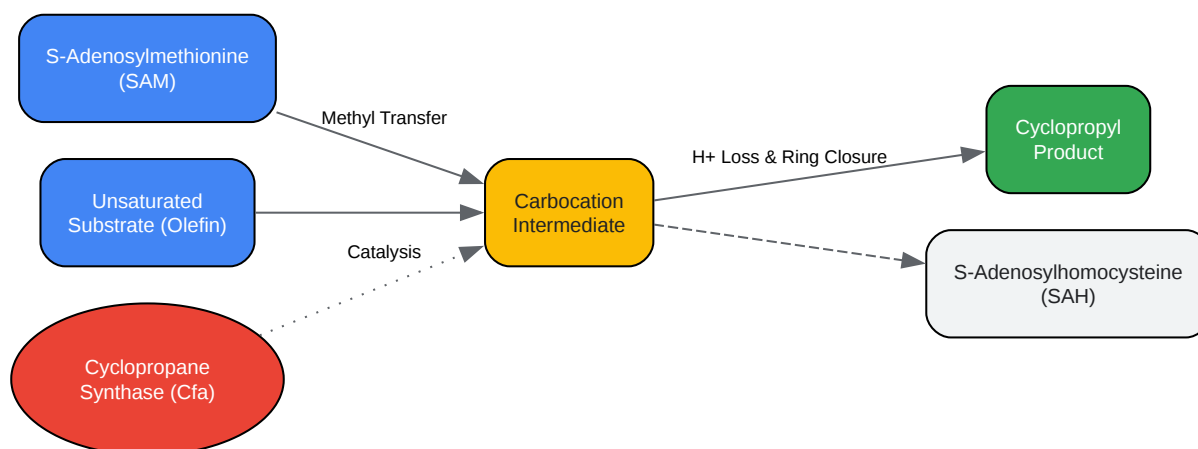 S-Adenosylmethionine
(SAM)
Methyl Transfer
Unsaturated
Substrate (Olefin)
Catalysis
Cyclopropane
Synthase (Cfa)
Carbocation
Intermediate
H+ Loss & Ring Closure
Cyclopropyl
Product
S-Adenosylhomocysteine
(SAH)